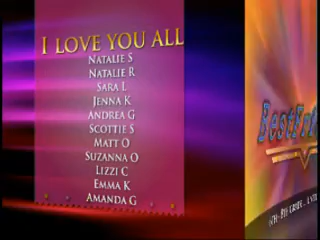 I LOVE YOU ALL
NATALIE S
NATALIE R
SARA L
JENNA K
ANDREA G
SCOTTIE S
MATT O
SUZANNA O
LIZZI C
EMMA K
AMANDA G